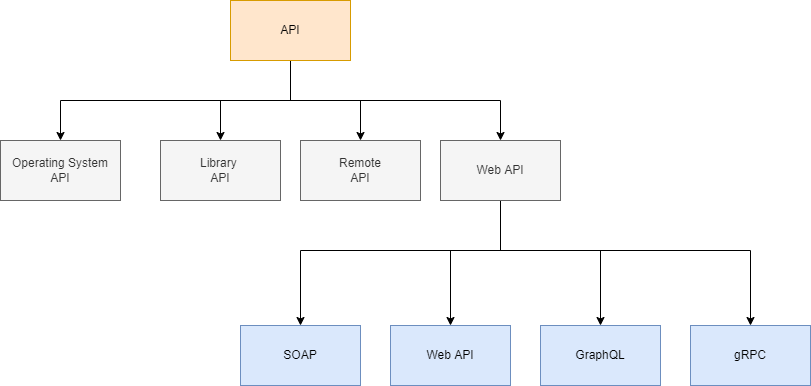 API
Operating System
API
Library
API
Remote
API
Web API
SOAP
Web API
GraphQL
gRPC